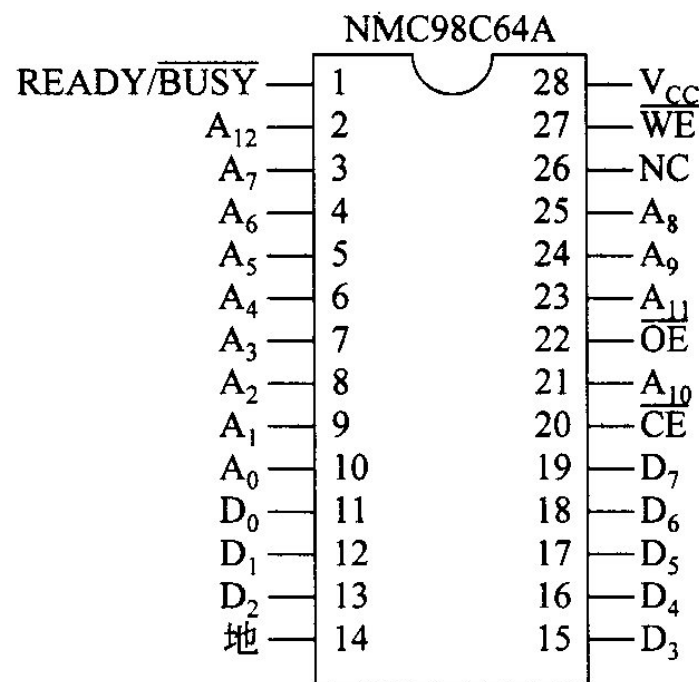 NMC98C64A
READY/BUSY 1 28 VCC
A12 2 27 WE
A7 3 26 NC
A6 4 25 A8
A5 5 24 A9
A4 6 23 A11
A3 7 22 OE
A2 8 21 A10
A1 9 20 CE
A0 10 19 D7
D0 11 18 D6
D1 12 17 D5
D2 13 16 D4
地 14 15 D3